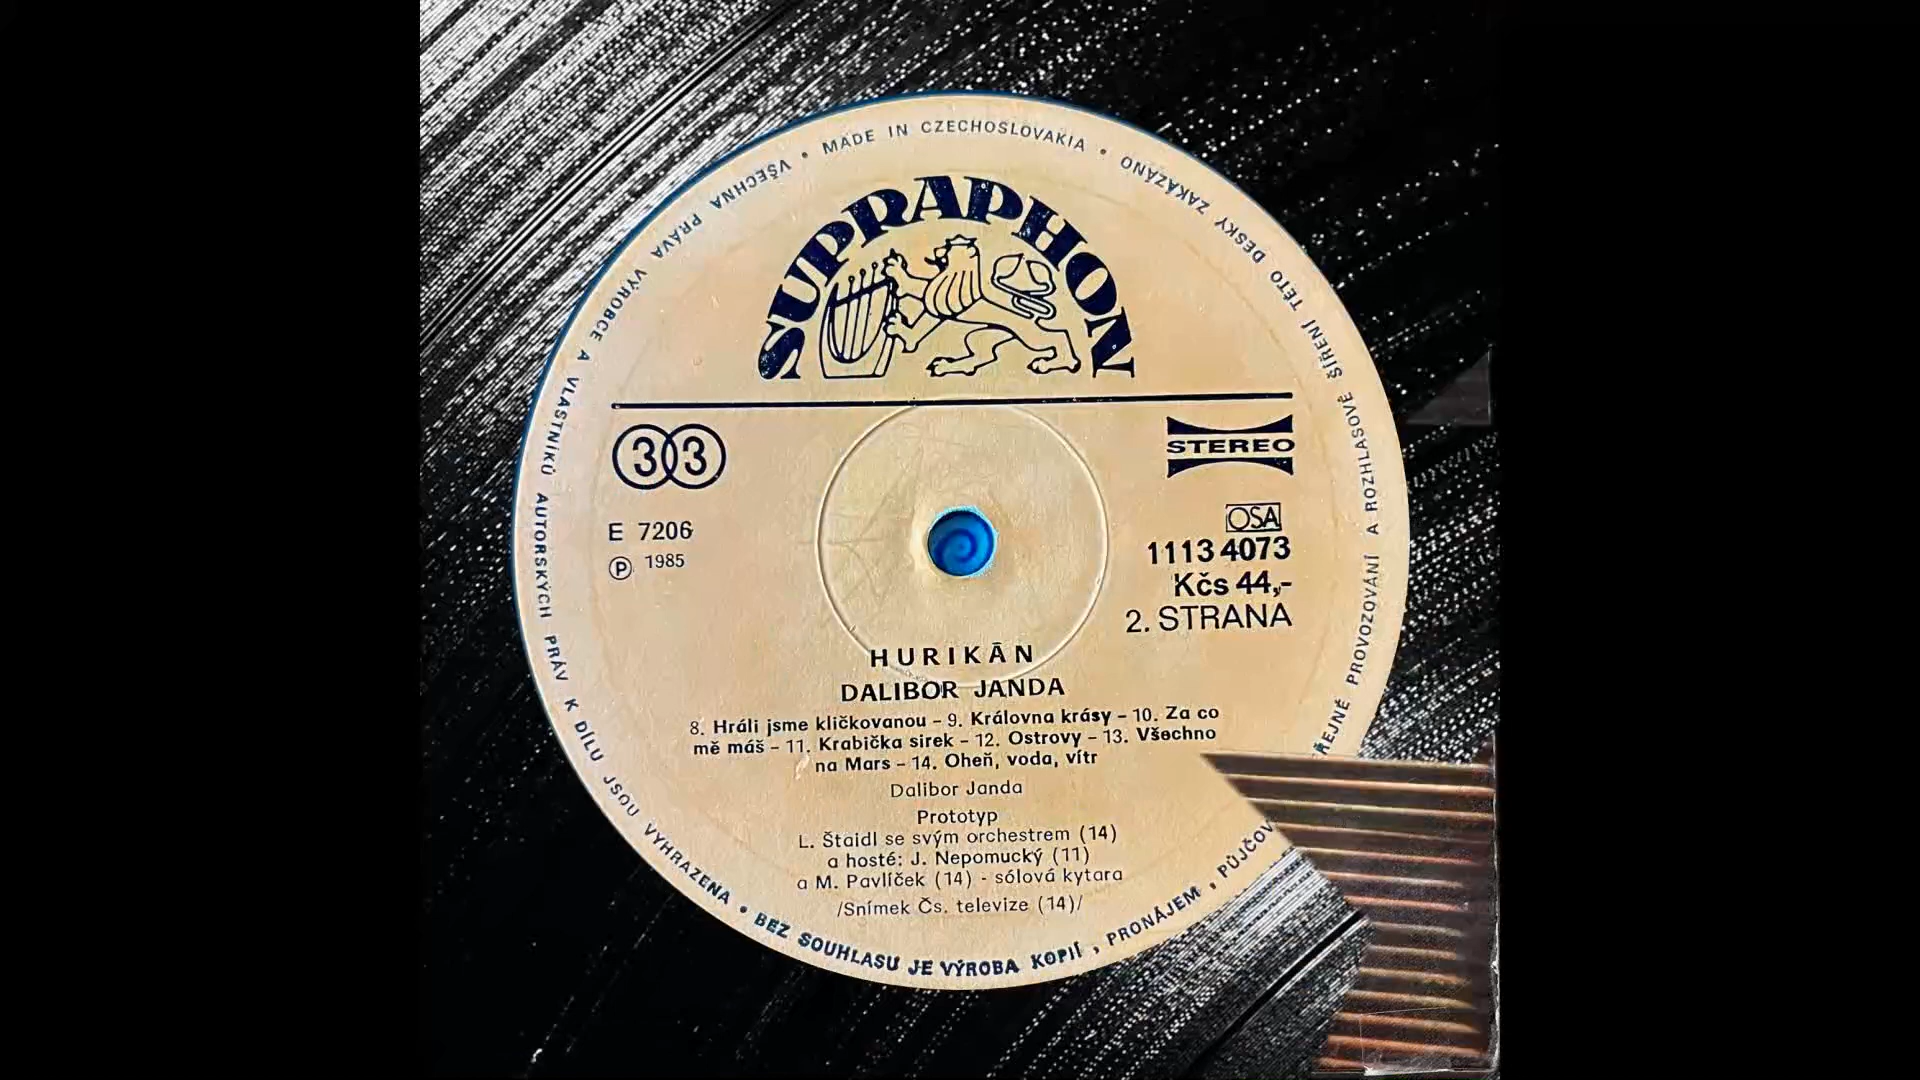 VŠECHNA PRÁVA VÝROBCE A VLASTNÍKŮ AUTORSKÝCH PRÁV K DÍLU JSOU VYHRAZENA • BEZ SOUHLASU JE VÝROBA KOPIÍ, PRONÁJEM, PŮJČOV
ŘEJNÉ PROVOZOVÁNÍ A ROZHLASOVÉ ŠÍŘENÍ TÉTO DESKY ZAKÁZÁNO • MADE IN CZECHOSLOVAKIA •
SUPRAPHON
33
STEREO
OSA
E 7206
1113 4073
℗ 1985
Kčs 44,-
2. STRANA
HURIKÁN
DALIBOR JANDA
8. Hráli jsme kličkovanou – 9. Královna krásy – 10. Za co
mě máš – 11. Krabička sirek – 12. Ostrovy – 13. Všechno
na Mars – 14. Oheň, voda, vítr
Dalibor Janda
Prototyp
L. Štaidl se svým orchestrem (14)
a hosté: J. Nepomucký (11)
a M. Pavlíček (14) - sólová kytara
/Snímek Čs. televize (14)/